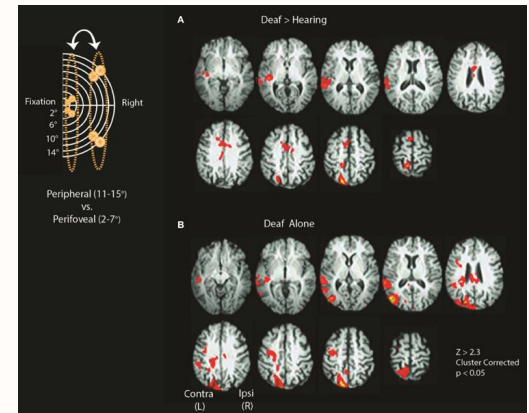 A
Deaf > Hearing
Fixation
2°
6°
10°
14°
Right
Peripheral (11-15°)
vs.
Perifoveal (2-7°)
B
Deaf Alone
Contra
(L)
Ipsi
(R)
Z > 2.3
Cluster Corrected
p < 0.05